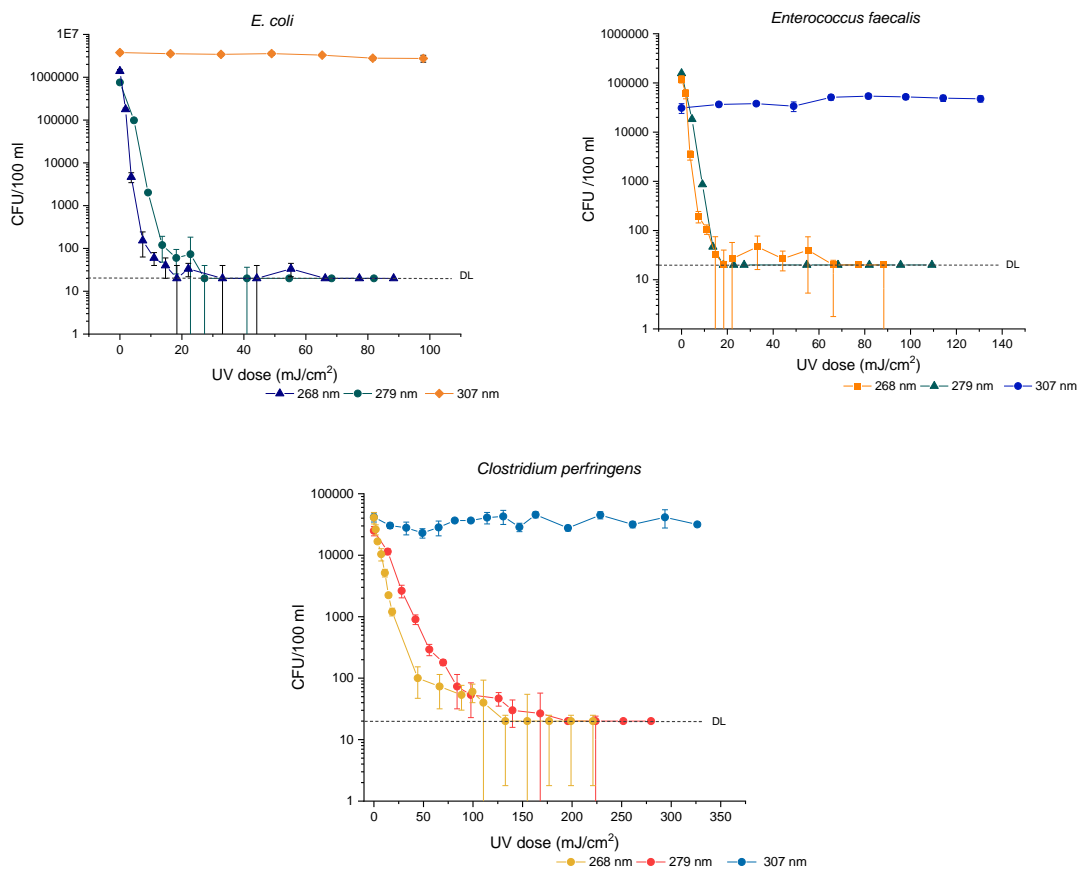 E. coli
1E7
1000000
100000
10000
1000
100
10
1
CFU/100 ml
DL
0 20 40 60 80 100
UV dose (mJ/cm²)
268 nm 279 nm 307 nm
Enterococcus faecalis
100000
10000
1000
100
10
1
CFU /100 ml
DL
0 20 40 60 80 100 120 140
UV dose (mJ/cm²)
268 nm 279 nm 307 nm
Clostridium perfringens
100000
10000
1000
100
10
1
CFU/100 ml
DL
0 50 100 150 200 250 300 350
UV dose (mJ/cm²)
268 nm 279 nm 307 nm